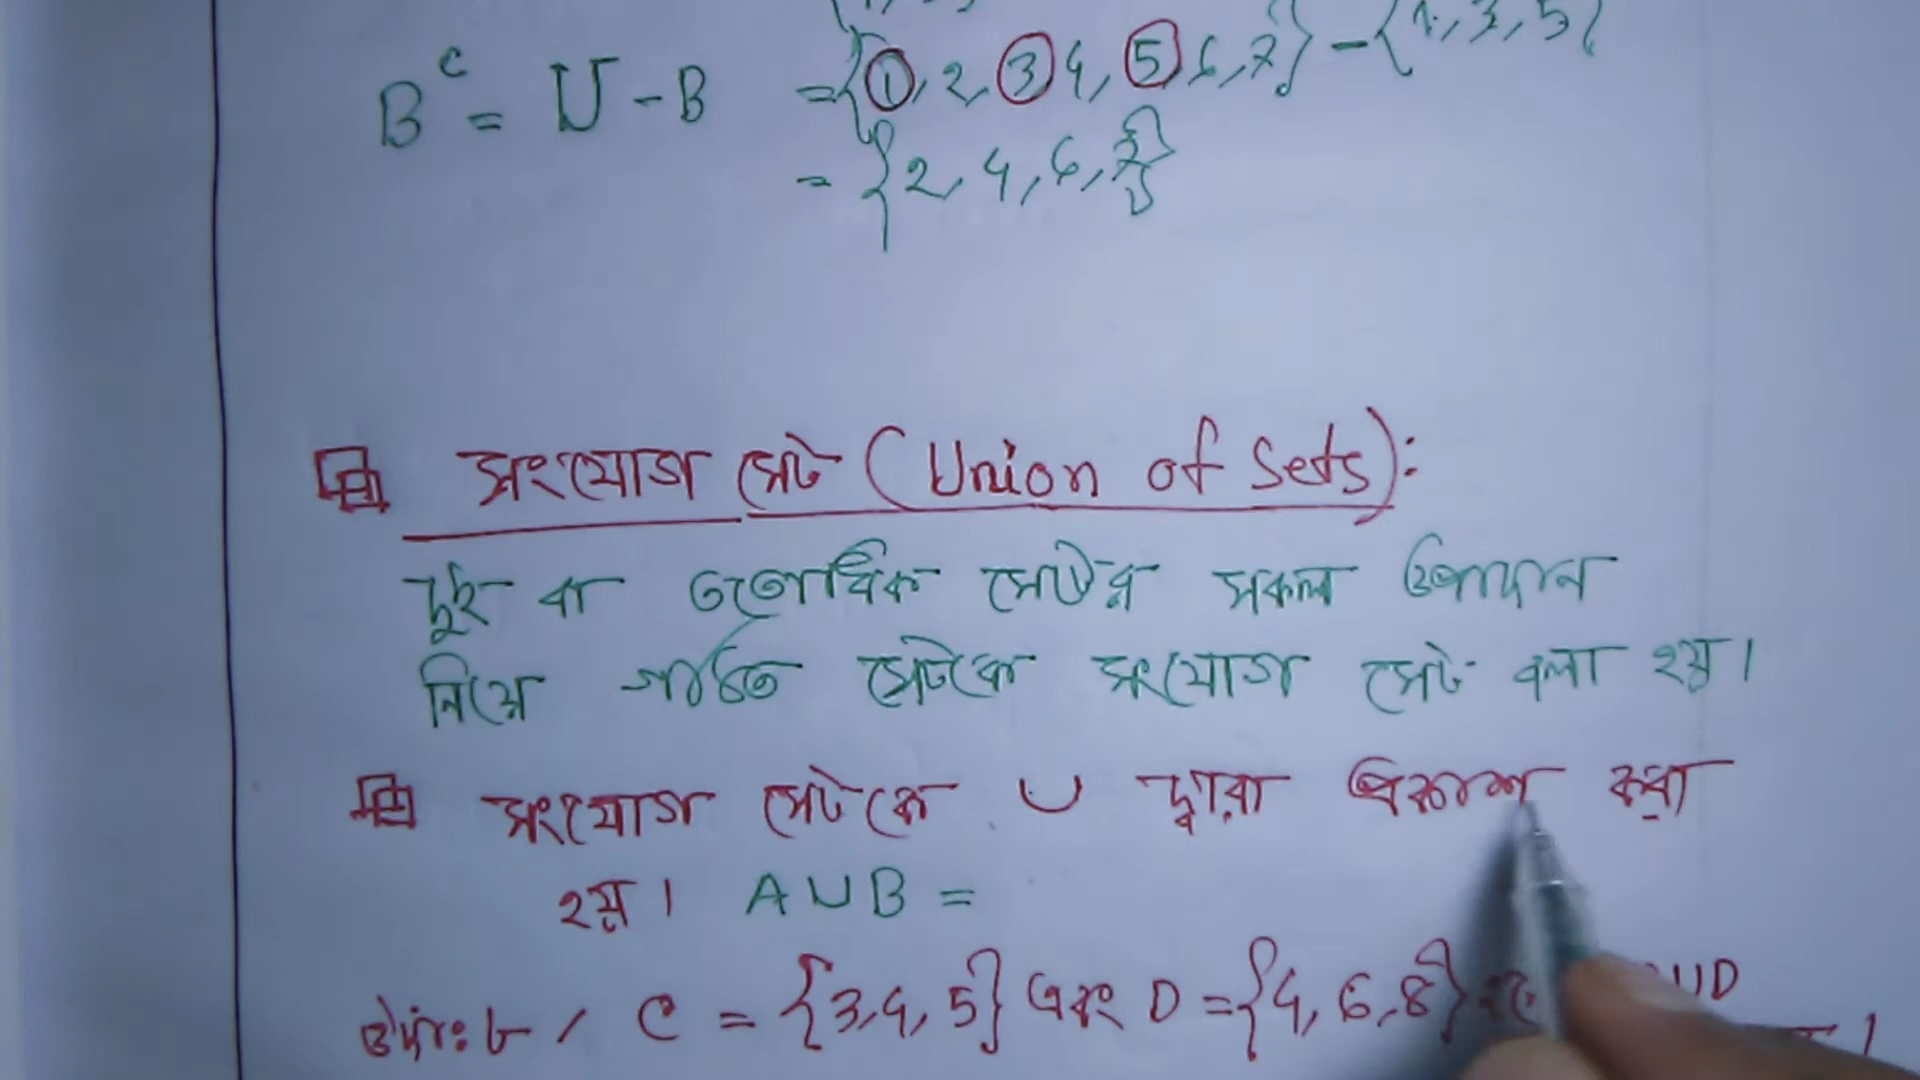 B^c = U - B = {1, 2, 3 4, 5 6, 7} - {1, 3, 5}
= {2, 4, 6, 7}
সংযোগ সেট (Union of Sets):
দুই বা ততোধিক সেটের সকল উপাদান
নিয়ে গঠিত সেটকে সংযোগ সেট বলা হয়।
সংযোগ সেটকে ∪ দ্বারা প্রকাশ করা
হয়। A∪B =
উদা:৮/ C = {3,4,5} এবং D = {4,6,8} ∪D